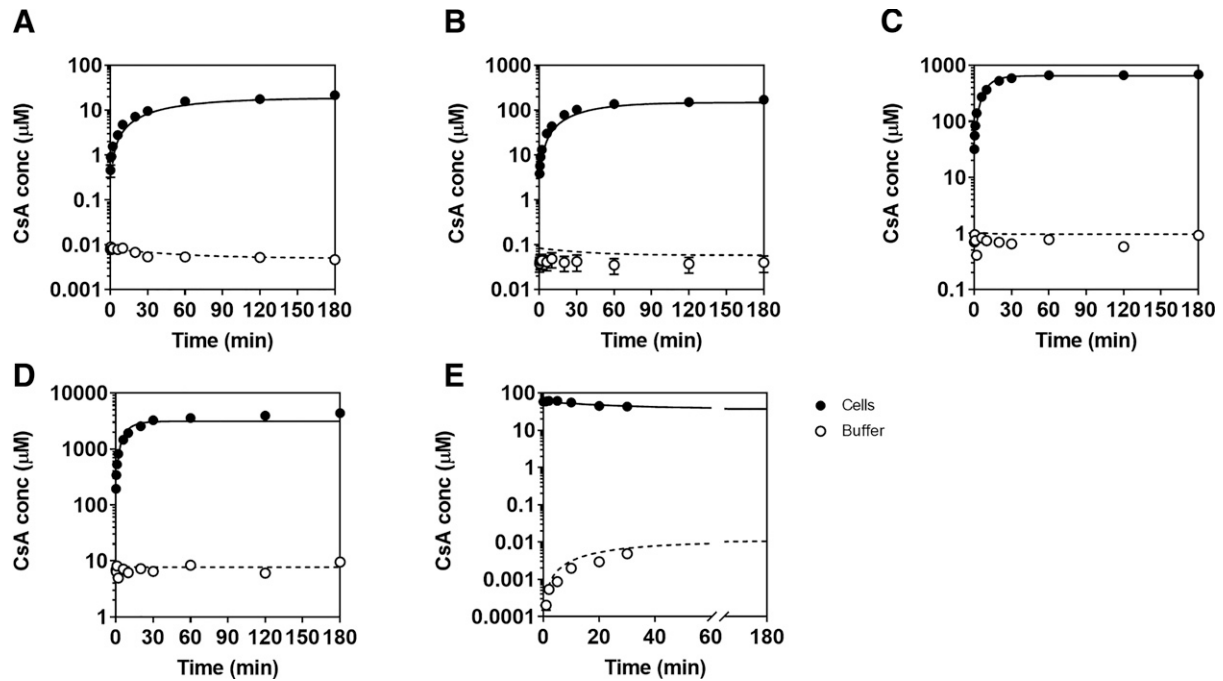 A
CsA conc (μM)
100
10
1
0.1
0.01
0.001
0 30 60 90 120 150 180
Time (min)
B
CsA conc (μM)
1000
100
10
1
0.1
0.01
0 30 60 90 120 150 180
Time (min)
C
CsA conc (μM)
1000
100
10
1
0.1
0 30 60 90 120 150 180
Time (min)
D
CsA conc (μM)
10000
1000
100
10
1
0 30 60 90 120 150 180
Time (min)
E
CsA conc (μM)
100
10
1
0.1
0.01
0.001
0.0001
0 20 40 60 180
Time (min)
Cells
Buffer